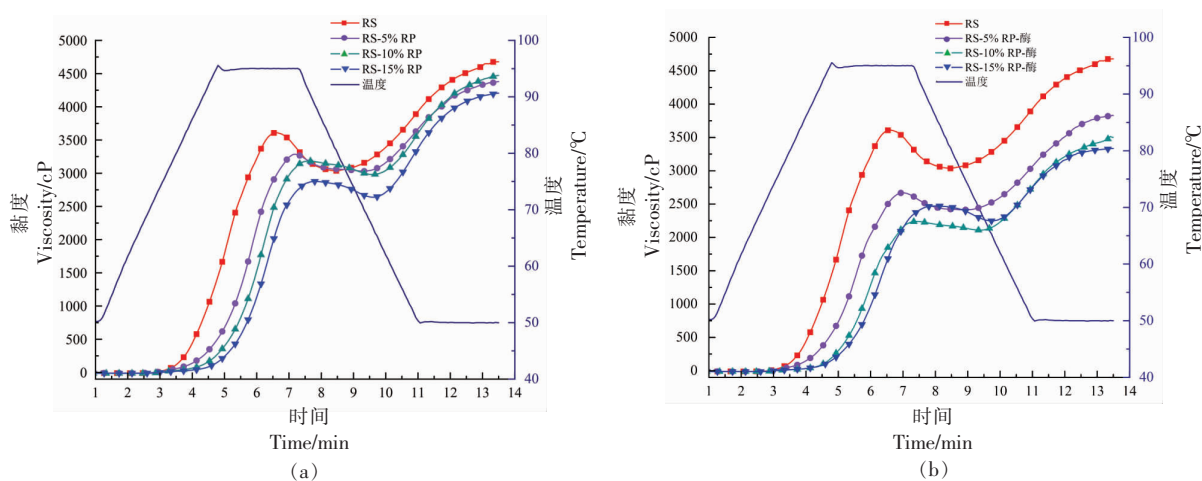 RS
RS-5% RP
RS-10% RP
RS-15% RP
温度
5000
4500
4000
3500
3000
2500
2000
1500
1000
500
0
100
90
80
70
60
50
40
黏度
Viscosity/cP
温度
Temperature/℃
1 2 3 4 5 6 7 8 9 10 11 12 13 14
时间
Time/min
(a)
RS
RS-5% RP-酶
RS-10% RP-酶
RS-15% RP-酶
温度
5000
4500
4000
3500
3000
2500
2000
1500
1000
500
0
100
90
80
70
60
50
40
黏度
Viscosity/cP
温度
Temperature/℃
1 2 3 4 5 6 7 8 9 10 11 12 13 14
时间
Time/min
(b)